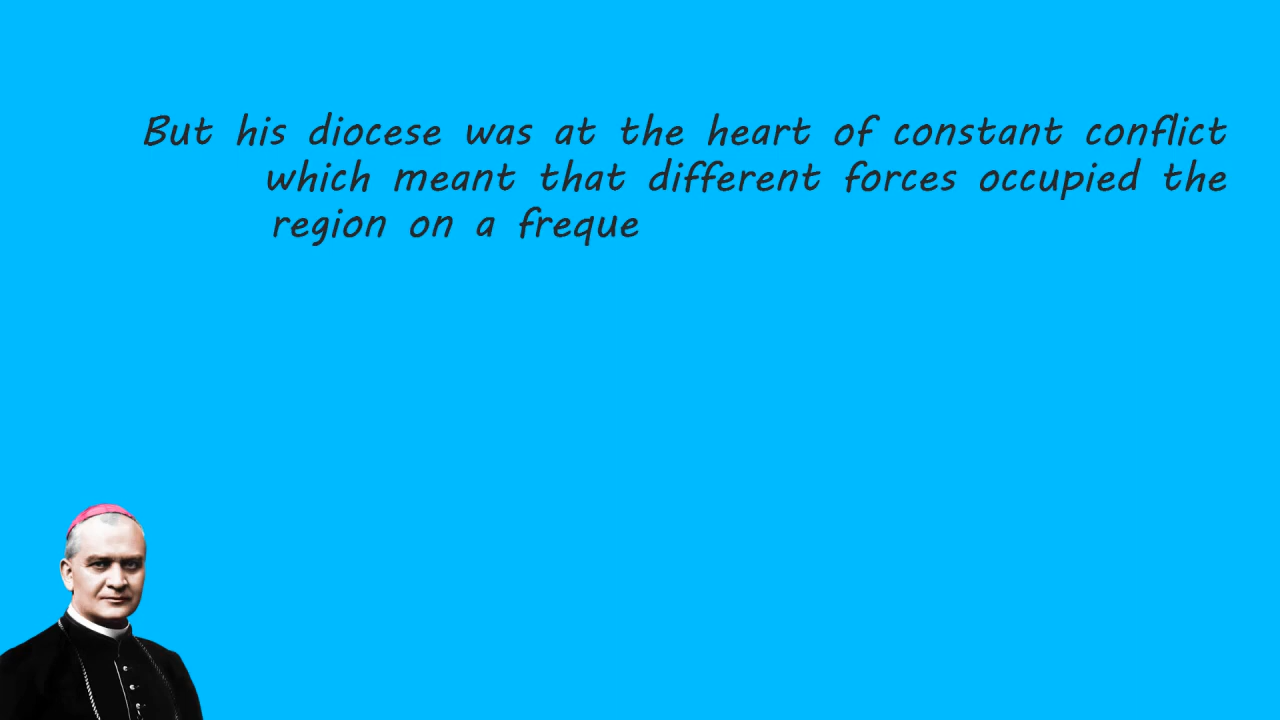 But his diocese was at the heart of constant conflict
which meant that different forces occupied the
region on a freque